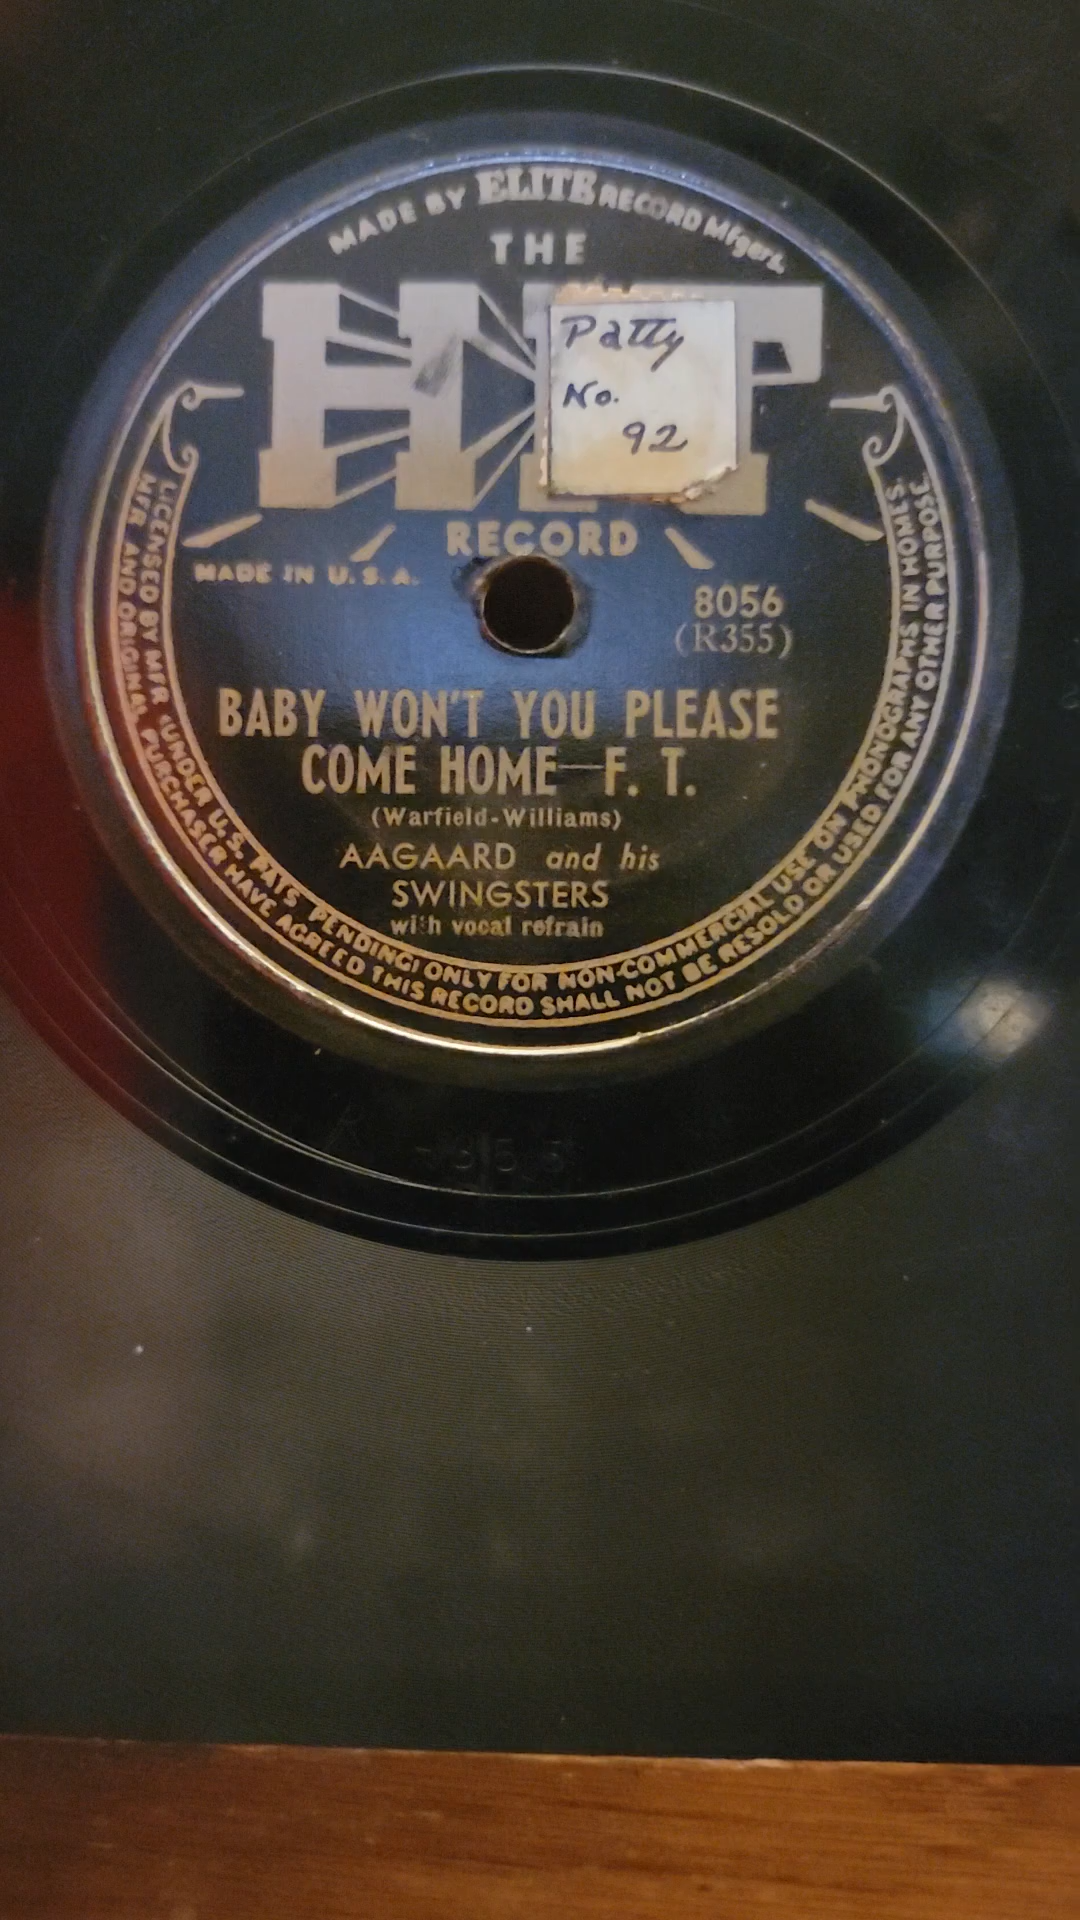 MADE BY ELITE RECORD Mfgers.
THE
HIT
Patty
No.
92
RECORD
MADE IN U.S.A.
8056
(R355)
BABY WON'T YOU PLEASE
COME HOME—F. T.
(Warfield-Williams)
AAGAARD and his
SWINGSTERS
with vocal refrain
LICENSED BY MFR (UNDER U.S. PATS PENDING) ONLY FOR NON-COMMERCIAL USE ON PHONOGRAPHS IN HOMES.
MFR AND ORIGINAL PURCHASER HAVE AGREED THIS RECORD SHALL NOT BE RESOLD OR USED FOR ANY OTHER PURPOSE